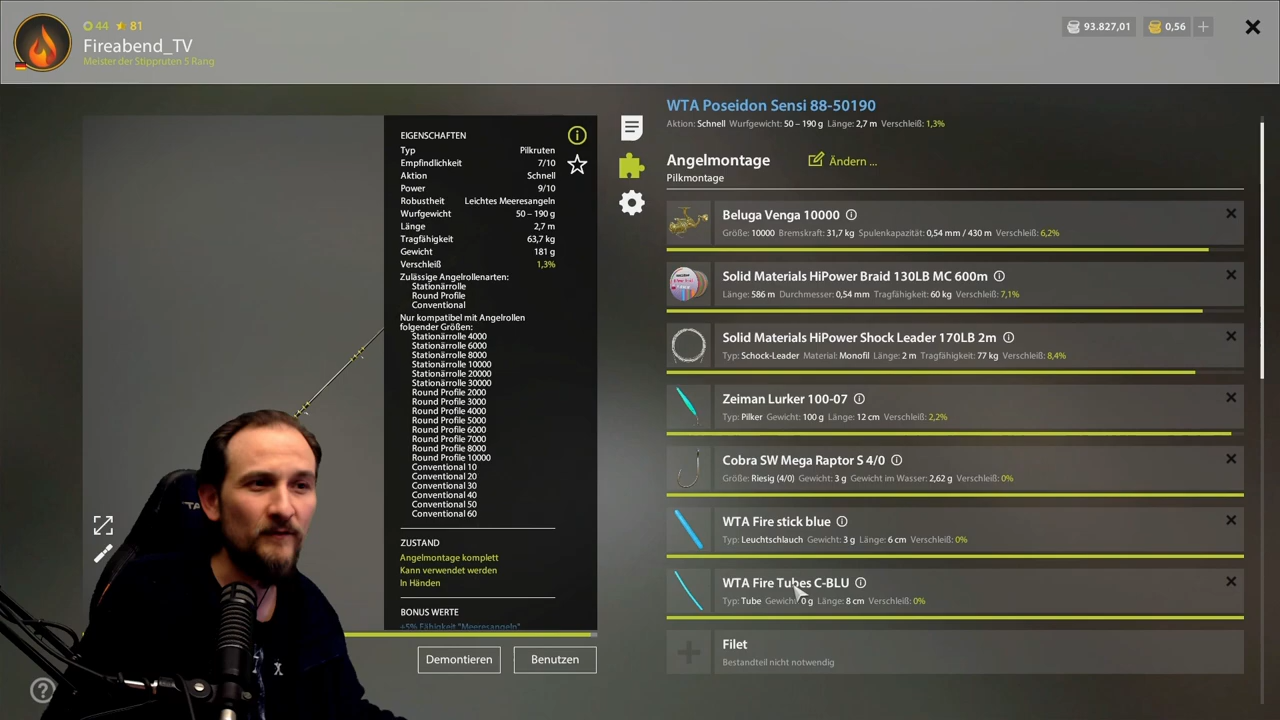 44 81
Fireabend_TV
Meister der Stippruten 5 Rang
93.827,01 0,56
EIGENSCHAFTEN
Typ Pilkruten
Empfindlichkeit 7/10
Aktion Schnell
Power 9/10
Robustheit Leichtes Meeresangeln
Wurfgewicht 50 – 190 g
Länge 2,7 m
Tragfähigkeit 63,7 kg
Gewicht 181 g
Verschleiß 1,3%
Zulässige Angelrollenarten:
Stationärrolle
Round Profile
Conventional
Nur kompatibel mit Angelrollen
folgender Größen:
Stationärrolle 4000
Stationärrolle 6000
Stationärrolle 8000
Stationärrolle 10000
Stationärrolle 20000
Stationärrolle 30000
Round Profile 2000
Round Profile 3000
Round Profile 4000
Round Profile 5000
Round Profile 6000
Round Profile 7000
Round Profile 8000
Round Profile 10000
Conventional 10
Conventional 20
Conventional 30
Conventional 40
Conventional 50
Conventional 60
ZUSTAND
Angelmontage komplett
Kann verwendet werden
In Händen
BONUS WERTE
+5% Fähigkeit "Meeresangeln"
Demontieren Benutzen
WTA Poseidon Sensi 88-50190
Aktion: Schnell Wurfgewicht: 50 – 190 g Länge: 2,7 m Verschleiß: 1,3%
Angelmontage Ändern ...
Pilkmontage
Beluga Venga 10000
Größe: 10000 Bremskraft: 31,7 kg Spulenkapazität: 0,54 mm / 430 m Verschleiß: 6,2%
Solid Materials HiPower Braid 130LB MC 600m
Länge: 586 m Durchmesser: 0,54 mm Tragfähigkeit: 60 kg Verschleiß: 7,1%
Solid Materials HiPower Shock Leader 170LB 2m
Typ: Schock-Leader Material: Monofil Länge: 2 m Tragfähigkeit: 77 kg Verschleiß: 8,4%
Zeiman Lurker 100-07
Typ: Pilker Gewicht: 100 g Länge: 12 cm Verschleiß: 2,2%
Cobra SW Mega Raptor S 4/0
Größe: Riesig (4/0) Gewicht: 3 g Gewicht im Wasser: 2,62 g Verschleiß: 0%
WTA Fire stick blue
Typ: Leuchtschlauch Gewicht: 3 g Länge: 6 cm Verschleiß: 0%
WTA Fire Tubes C-BLU
Typ: Tube Gewicht: 0 g Länge: 8 cm Verschleiß: 0%
Filet
Bestandteil nicht notwendig